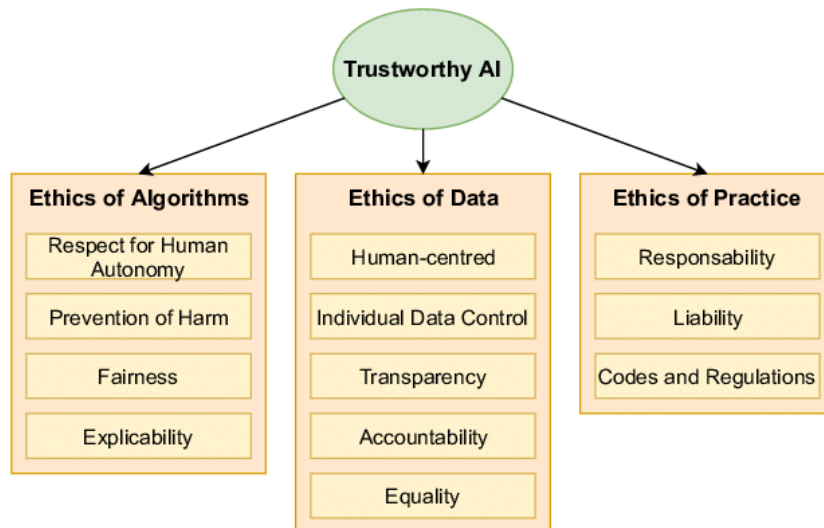 Trustworthy AI
Ethics of Algorithms
Respect for Human
Autonomy
Prevention of Harm
Fairness
Explicability
Ethics of Data
Human-centred
Individual Data Control
Transparency
Accountability
Equality
Ethics of Practice
Responsability
Liability
Codes and Regulations